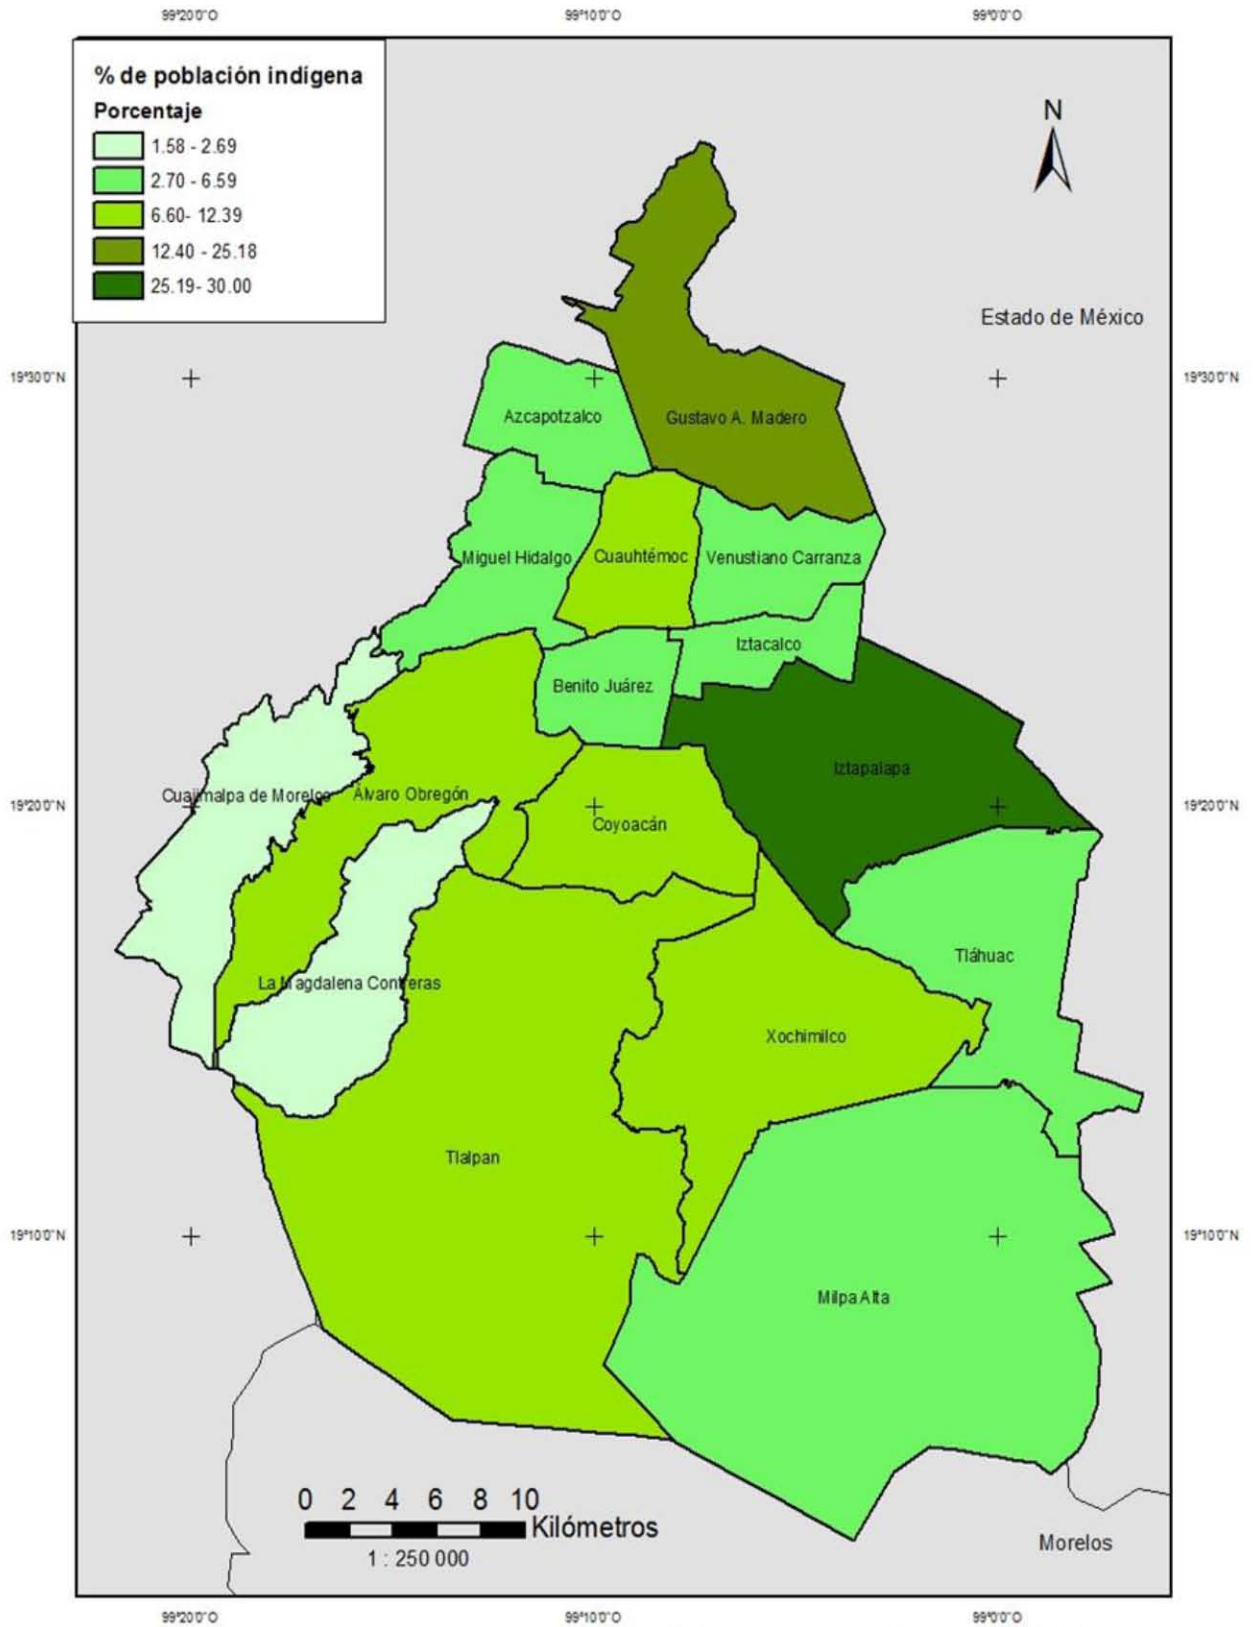 99°20'0"O 99°10'0"O 99°0'0"O
% de población indígena
Porcentaje
1.58 - 2.69
2.70 - 6.59
6.60- 12.39
12.40 - 25.18
25.19- 30.00
N
Estado de México
19°30'0"N 19°30'0"N
Azcapotzalco
Gustavo A. Madero
Miguel Hidalgo
Cuauhtémoc
Venustiano Carranza
Iztacalco
Benito Juárez
Iztapalapa
Cuajimalpa de Morelos
Álvaro Obregón
19°20'0"N 19°20'0"N
Coyoacán
Tláhuac
La Magdalena Contreras
Xochimilco
Tlalpan
19°10'0"N 19°10'0"N
Milpa Alta
0 2 4 6 8 10
Kilómetros
1 : 250 000
Morelos
99°20'0"O 99°10'0"O 99°0'0"O